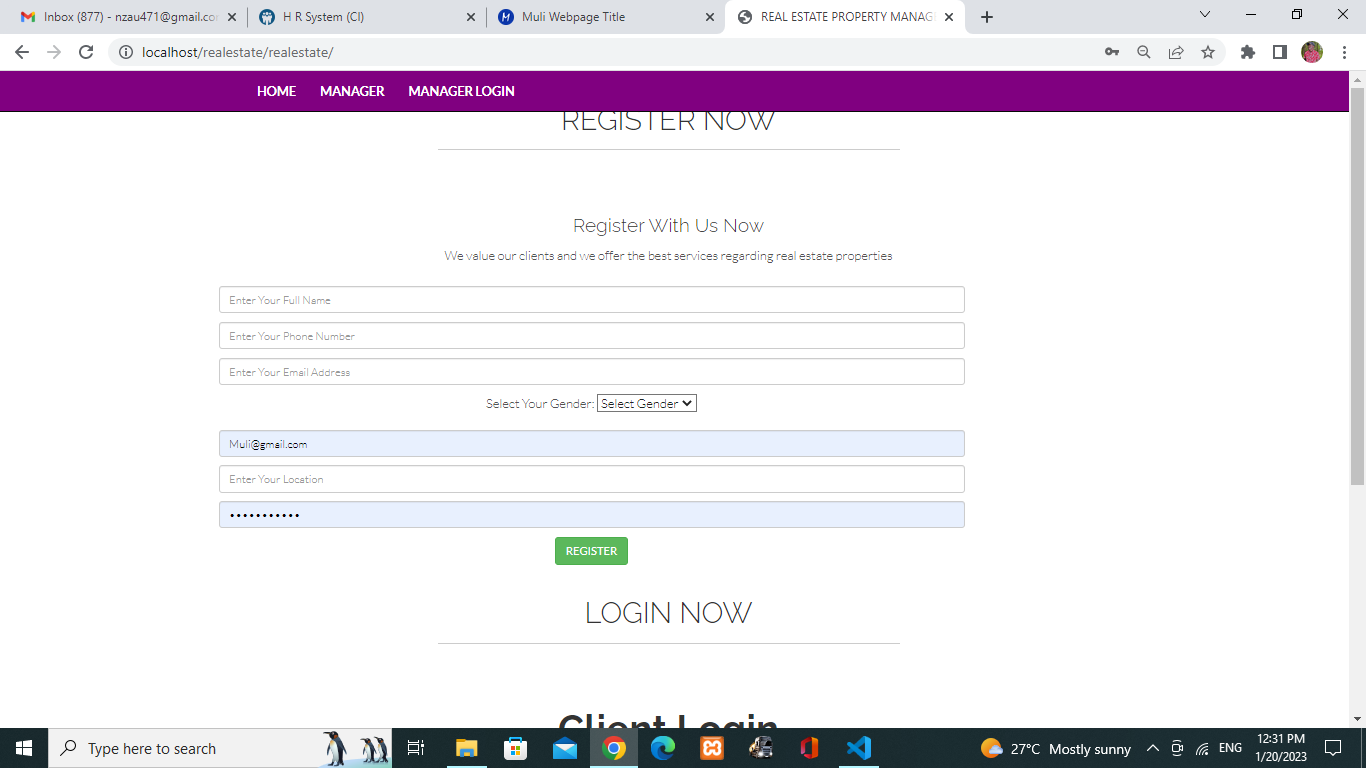 Inbox (877) - nzau471@gmail.co
H R System (CI)
Muli Webpage Title
REAL ESTATE PROPERTY MANAG
localhost/realestate/realestate/
HOME MANAGER MANAGER LOGIN
REGISTER NOW
Register With Us Now
We value our clients and we offer the best services regarding real estate properties
Enter Your Full Name
Enter Your Phone Number
Enter Your Email Address
Select Your Gender: Select Gender
Muli@gmail.com
Enter Your Location
•••••••••••
REGISTER
LOGIN NOW
Client Login
Type here to search
27°C Mostly sunny
ENG
12:31 PM
1/20/2023